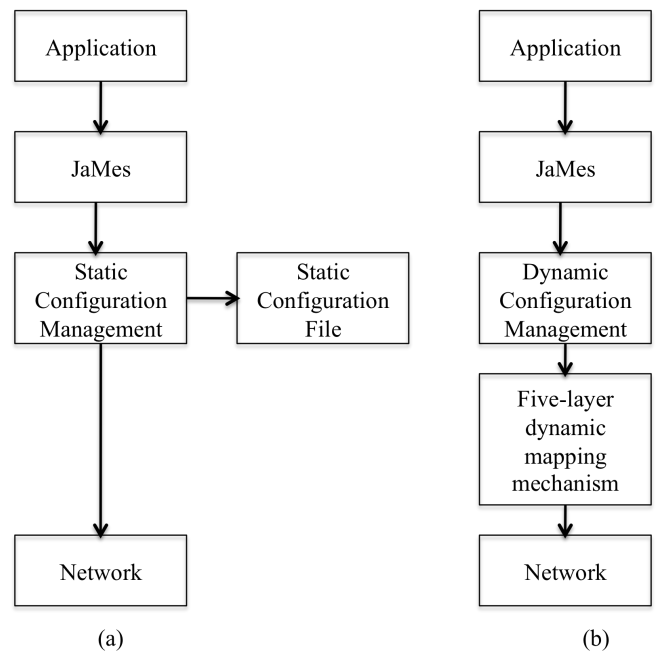 Application
JaMes
Static
Configuration
Management
Static
Configuration
File
Network
(a)
Application
JaMes
Dynamic
Configuration
Management
Five-layer
dynamic
mapping
mechanism
Network
(b)